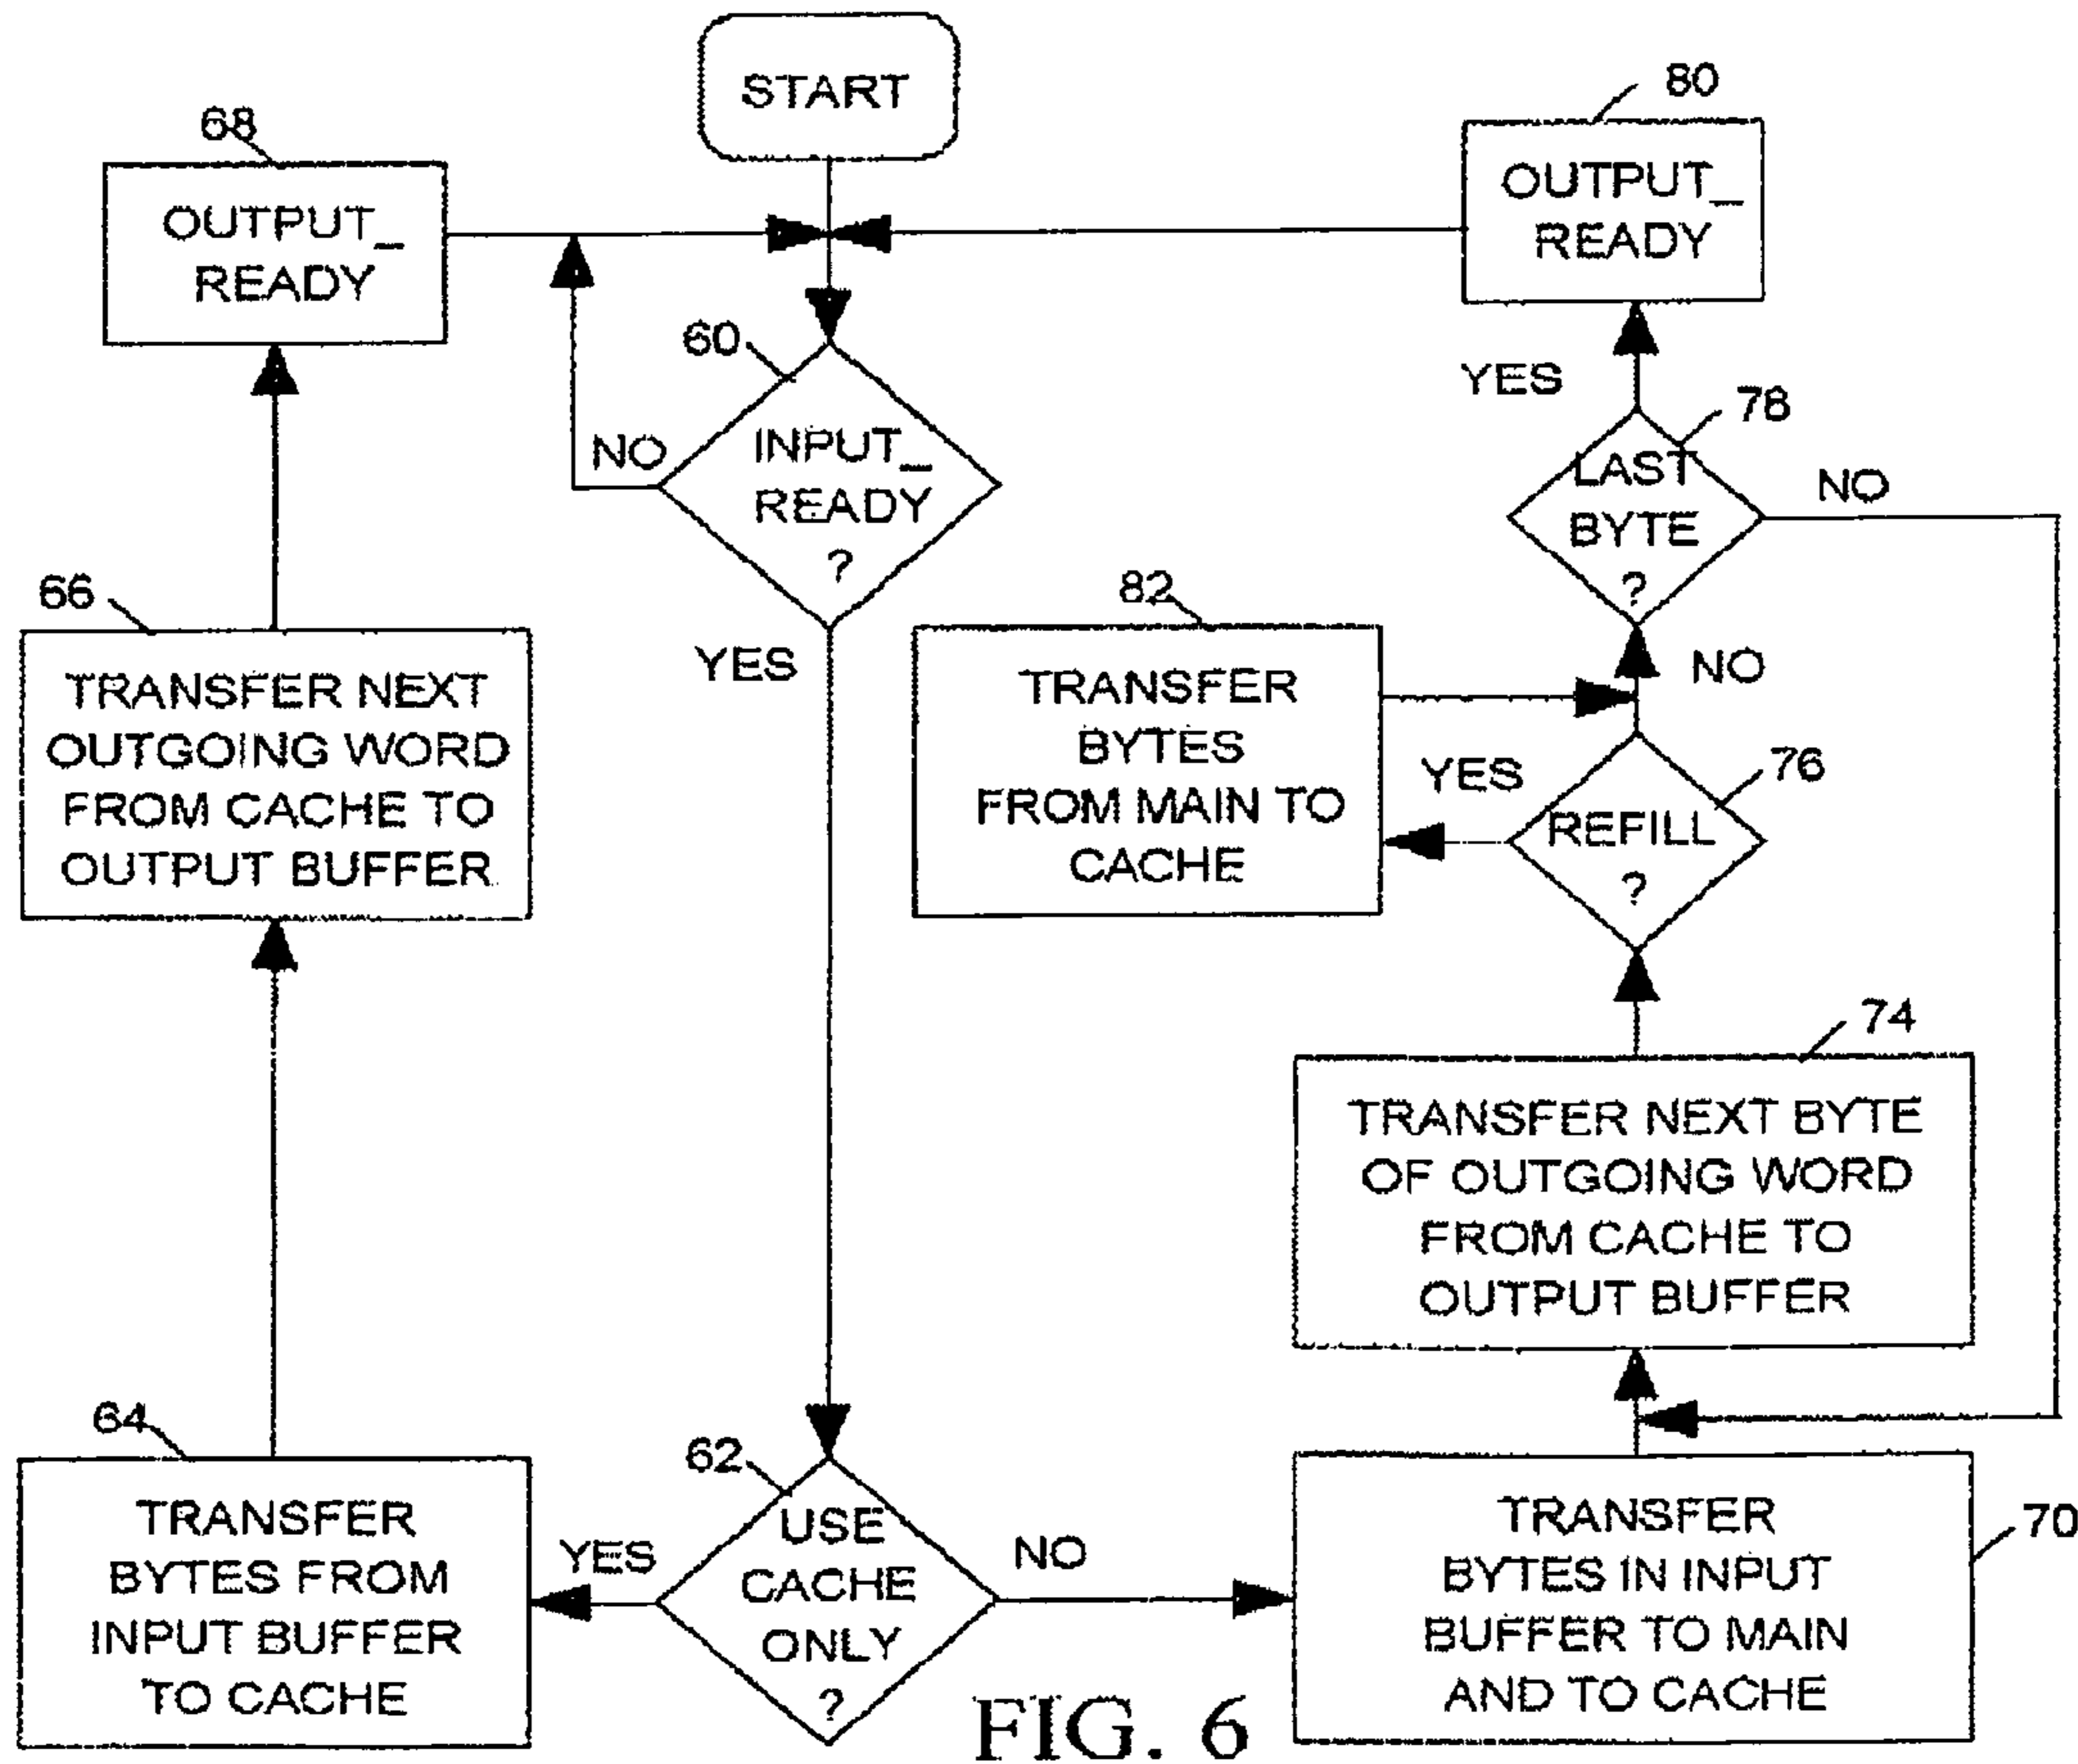 START
68
OUTPUT_
READY
80
OUTPUT_
READY
60
INPUT_
READY
?
NO
YES
YES
78
LAST
BYTE
?
NO
66
TRANSFER NEXT
OUTGOING WORD
FROM CACHE TO
OUTPUT BUFFER
82
TRANSFER
BYTES
FROM MAIN TO
CACHE
NO
YES
76
REFILL
?
74
TRANSFER NEXT BYTE
OF OUTGOING WORD
FROM CACHE TO
OUTPUT BUFFER
64
TRANSFER
BYTES FROM
INPUT BUFFER
TO CACHE
YES
62
USE
CACHE
ONLY
?
NO
70
TRANSFER
BYTES IN INPUT
BUFFER TO MAIN
AND TO CACHE
FIG. 6